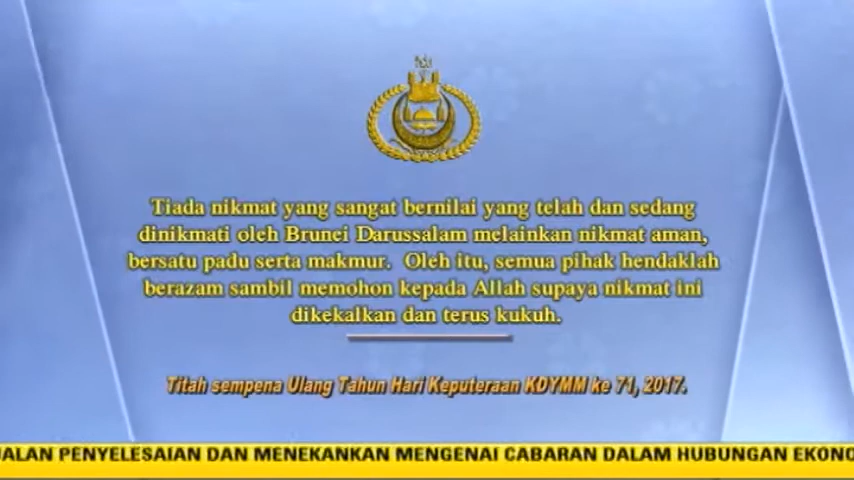 Tiada nikmat yang sangat bernilai yang telah dan sedang
dinikmati oleh Brunei Darussalam melainkan nikmat aman,
bersatu padu serta makmur. Oleh itu, semua pihak hendaklah
berazam sambil memohon kepada Allah supaya nikmat ini
dikekalkan dan terus kukuh.
Titah sempena Ulang Tahun Hari Keputeraan KDYMM ke 71, 2017.
JALAN PENYELESAIAN DAN MENEKANKAN MENGENAI CABARAN DALAM HUBUNGAN EKONO